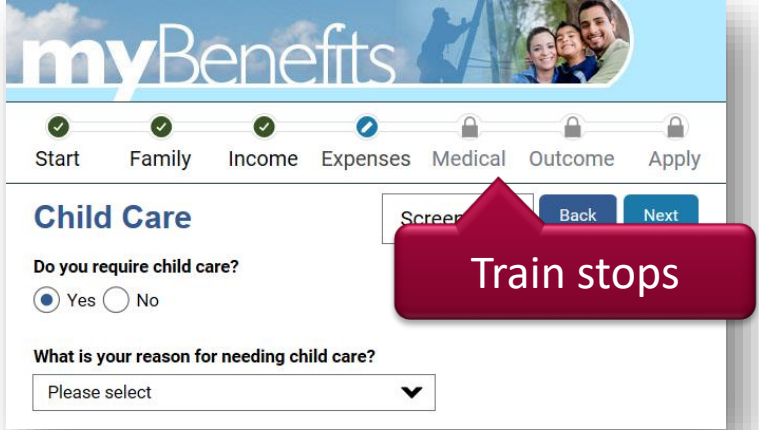 myBenefits
Start Family Income Expenses Medical Outcome Apply
Child Care
Screen Back Next
Train stops
Do you require child care?
Yes No
What is your reason for needing child care?
Please select